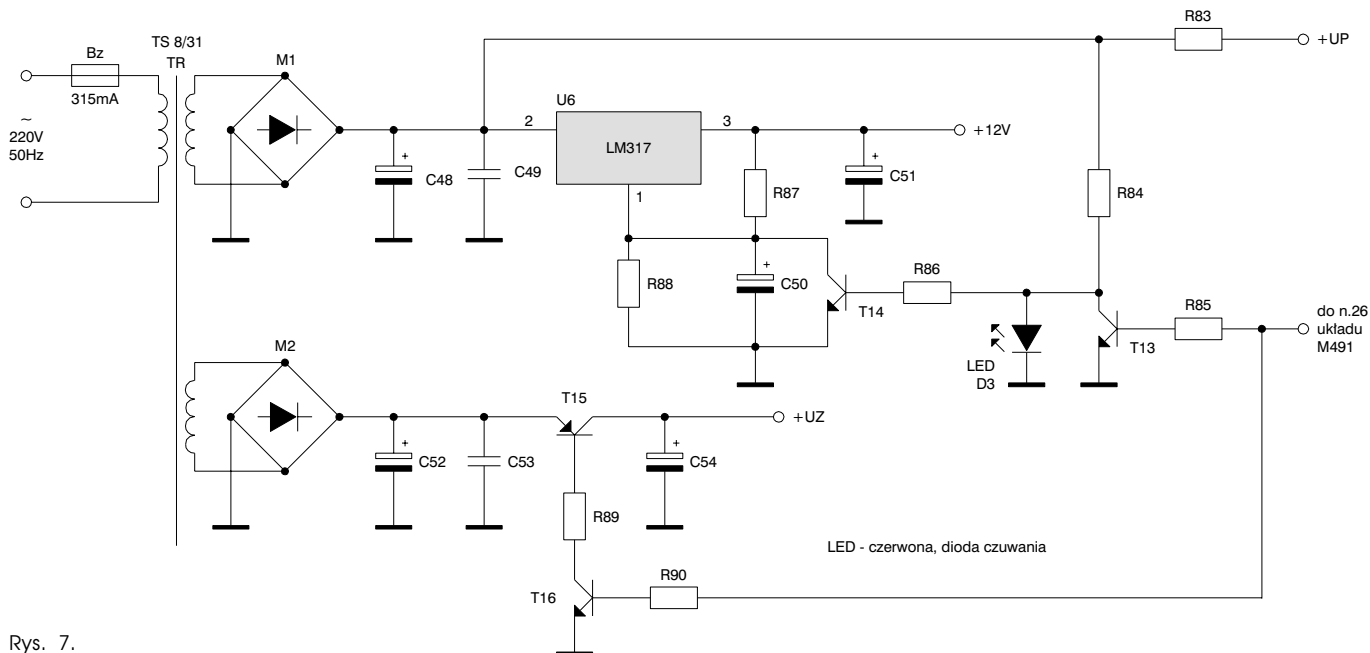 R83
+UP
TS 8/31
TR
Bz
315mA
M1
U6
~
220V
50Hz
2
LM317
3
+12V
1
C48
C49
R87
C51
R84
R88
C50
R86
T14
LED
D3
T13
R85
do n.26
układu
M491
M2
T15
+UZ
C52
C53
C54
R89
LED - czerwona, dioda czuwania
T16
R90
Rys. 7.
+
+
+
+
+